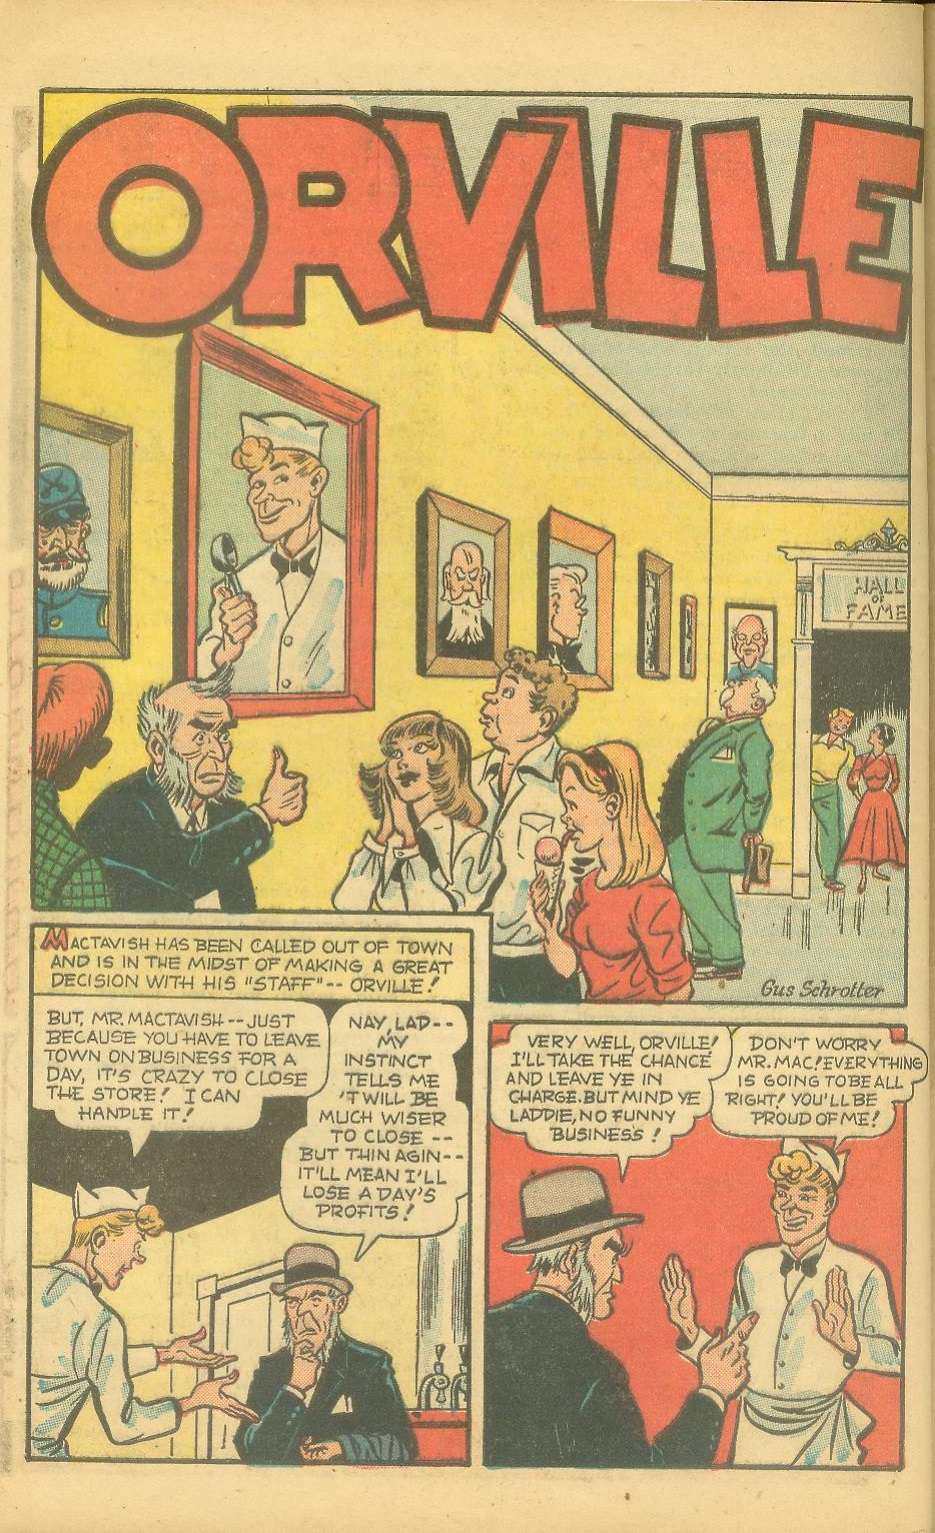 ORVILLE
HALL
OF
FAME
Gus Schrotter
MACTAVISH HAS BEEN CALLED OUT OF TOWN
AND IS IN THE MIDST OF MAKING A GREAT
DECISION WITH HIS "STAFF"-- ORVILLE!
BUT, MR. MACTAVISH -- JUST
BECAUSE YOU HAVE TO LEAVE
TOWN ON BUSINESS FOR A
DAY, IT'S CRAZY TO CLOSE
THE STORE! I CAN
HANDLE IT!
NAY, LAD--
MY
INSTINCT
TELLS ME
'T WILL BE
MUCH WISER
TO CLOSE --
BUT THIN AGIN--
IT'LL MEAN I'LL
LOSE A DAY'S
PROFITS!
VERY WELL, ORVILLE!
I'LL TAKE THE CHANCE
AND LEAVE YE IN
CHARGE. BUT MIND YE
LADDIE, NO FUNNY
BUSINESS!
DON'T WORRY
MR. MAC! EVERYTHING
IS GOING TO BE ALL
RIGHT! YOU'LL BE
PROUD OF ME!